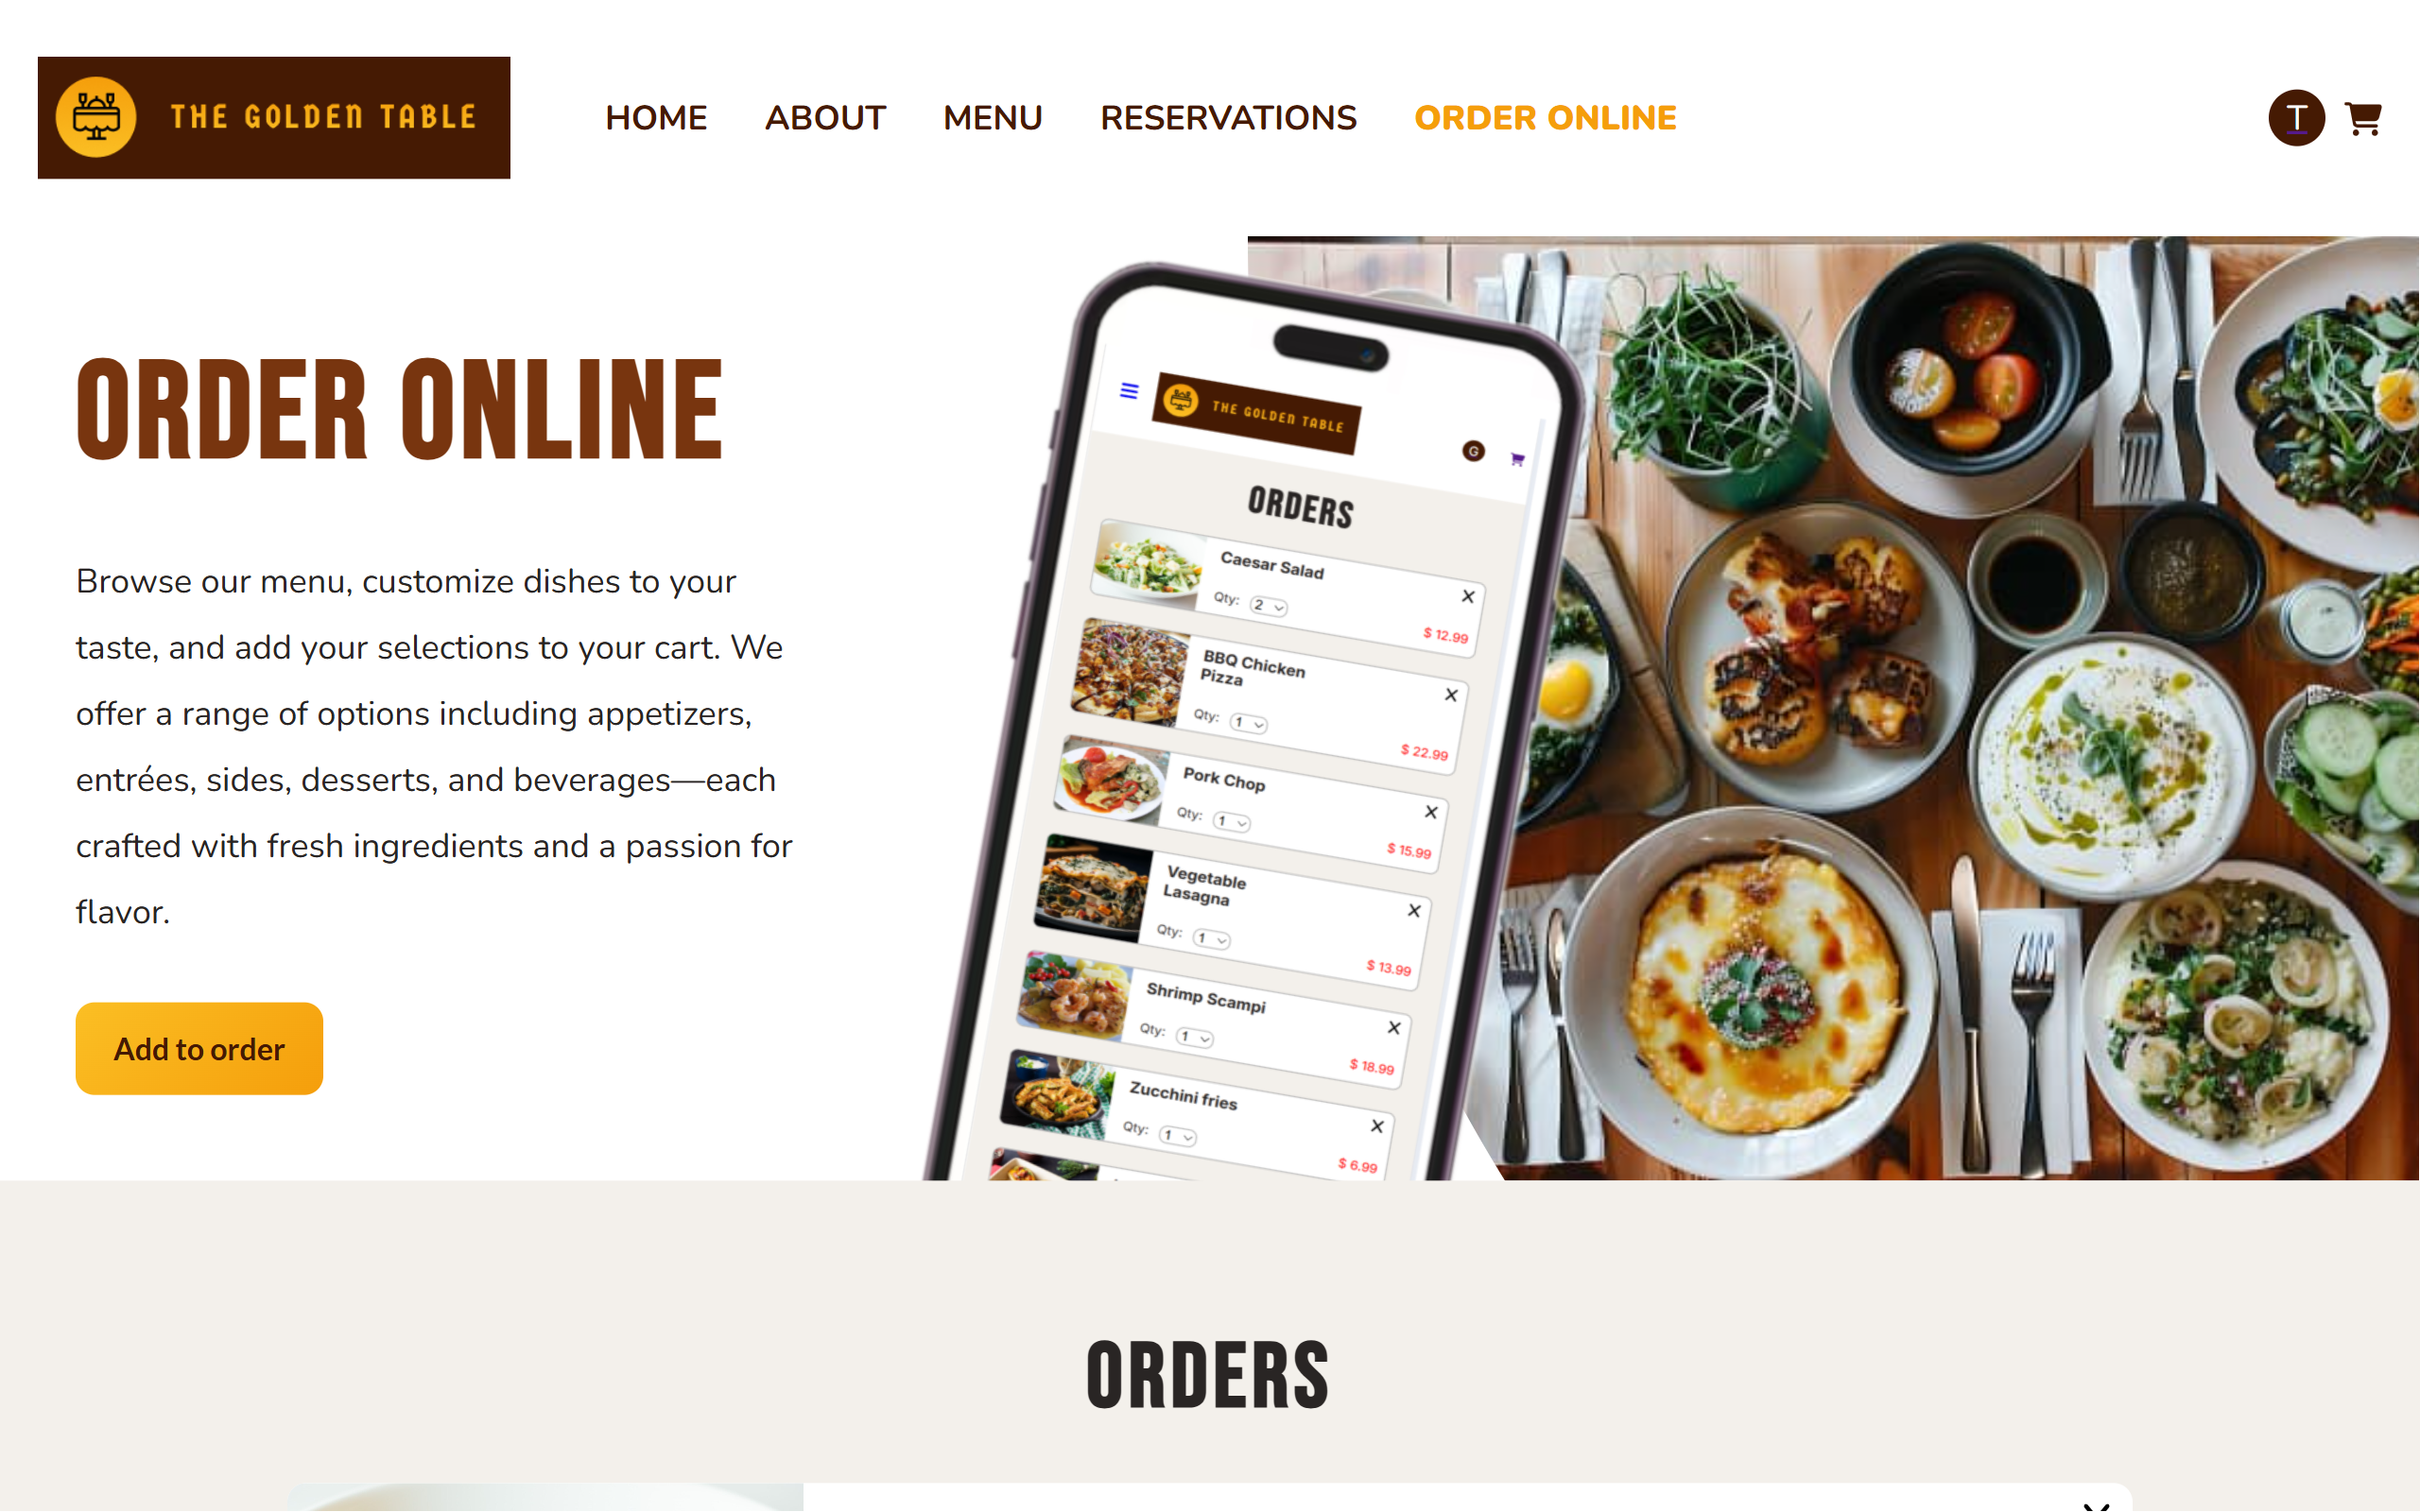 THE GOLDEN TABLE
HOME ABOUT MENU RESERVATIONS ORDER ONLINE
T
ORDER ONLINE
Browse our menu, customize dishes to your
taste, and add your selections to your cart. We
offer a range of options including appetizers,
entrées, sides, desserts, and beverages—each
crafted with fresh ingredients and a passion for
flavor.
Add to order
THE GOLDEN TABLE
G
ORDERS
Caesar Salad
Qty: 2
$ 12.99
BBQ Chicken
Pizza
Qty: 1
$ 22.99
Pork Chop
Qty: 1
$ 15.99
Vegetable
Lasagna
Qty: 1
$ 13.99
Shrimp Scampi
Qty: 1
$ 18.99
Zucchini fries
Qty: 1
$ 6.99
ORDERS